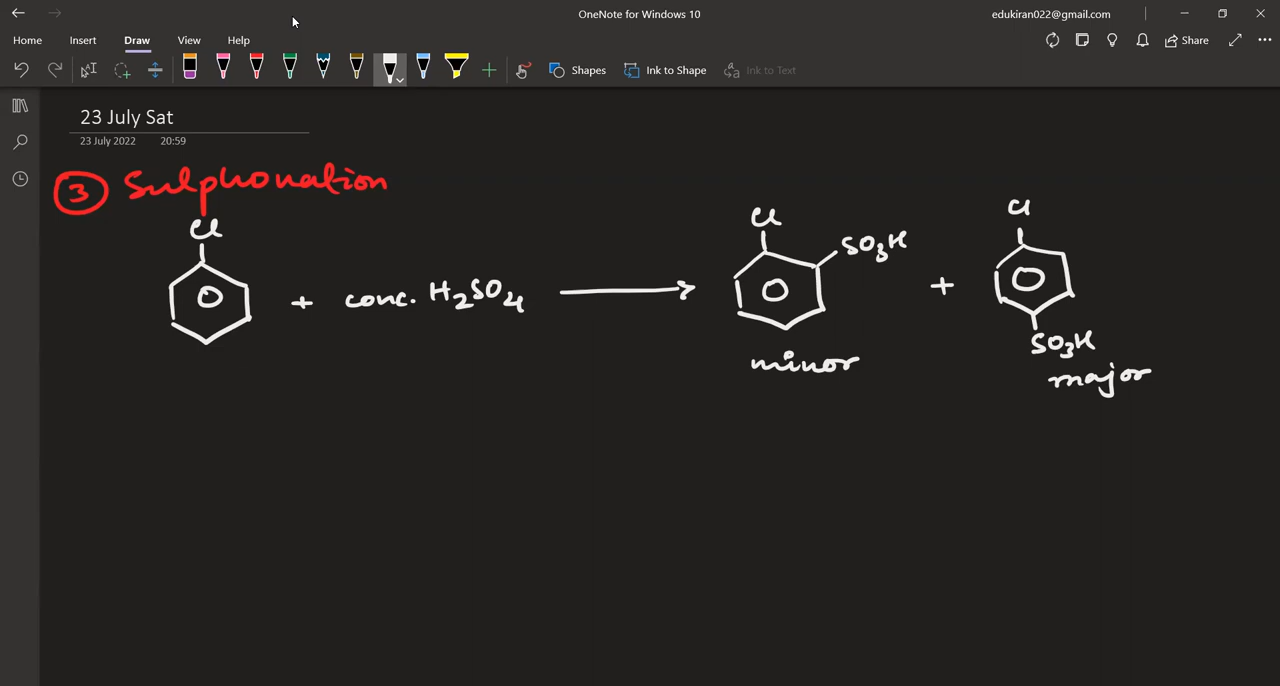 OneNote for Windows 10
edukiran022@gmail.com
Home Insert Draw View Help
Share
Shapes Ink to Shape Ink to Text
23 July Sat
23 July 2022 20:59
③ Sulphonation
Cl + conc. H₂SO₄ ⟶ Cl SO₃H + Cl SO₃H
minor major